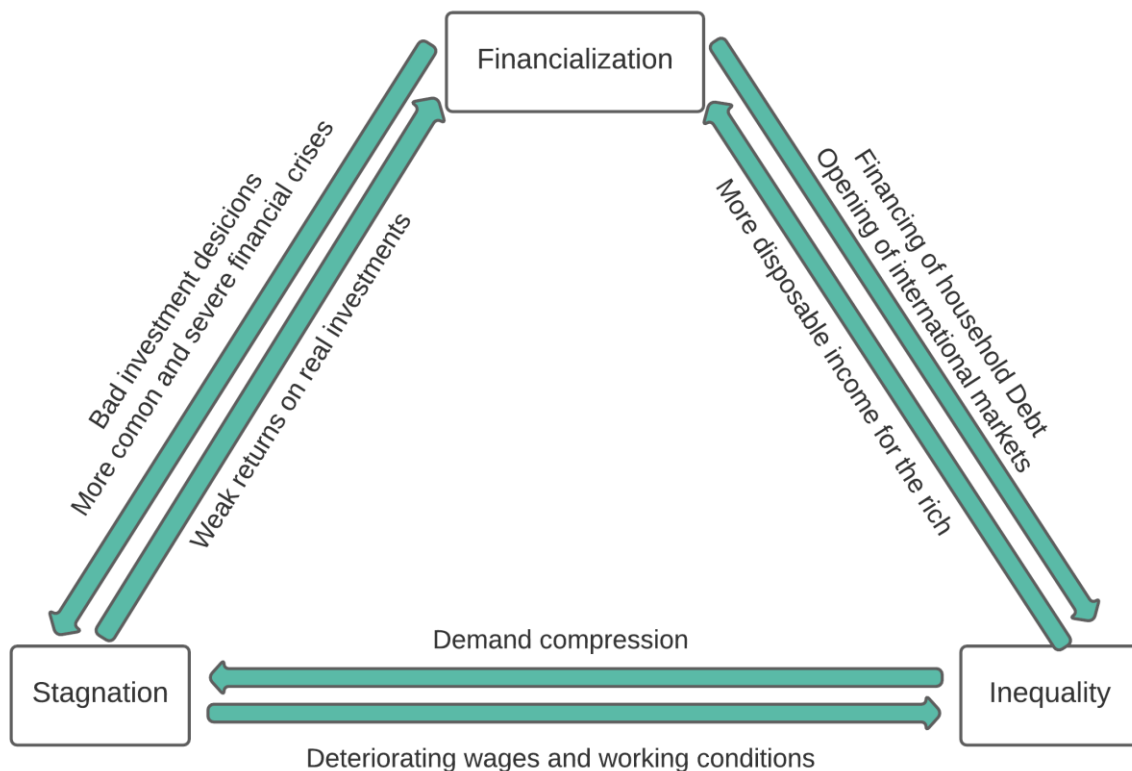 Financialization
Bad investment desicions
More comon and severe financial crises
Weak returns on real investments
Financing of household Debt
Opening of international markets
More disposable income for the rich
Demand compression
Stagnation
Inequality
Deteriorating wages and working conditions